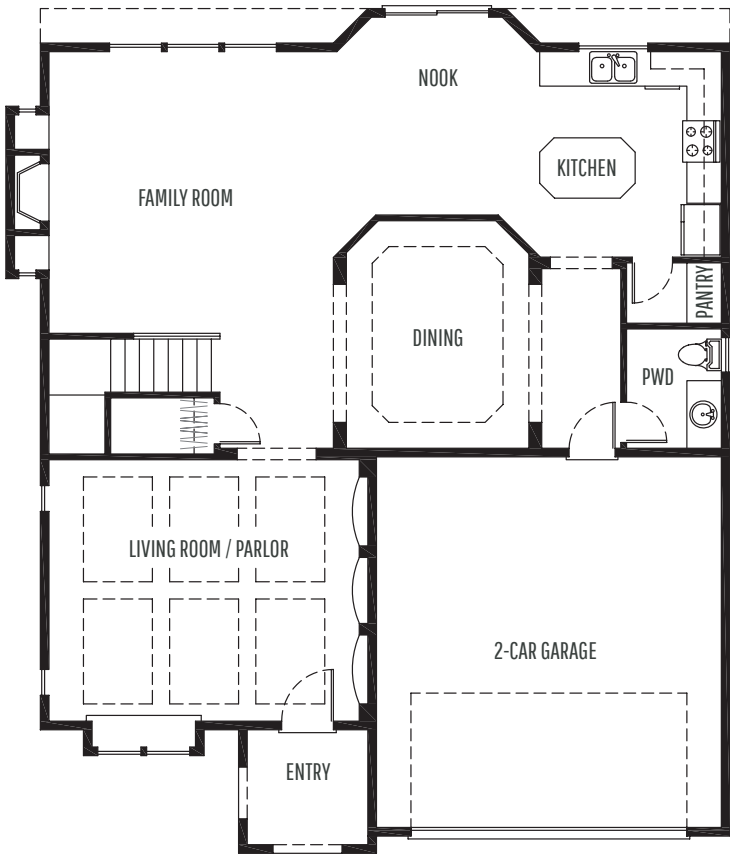 NOOK
KITCHEN
FAMILY ROOM
PANTRY
DINING
PWD
LIVING ROOM / PARLOR
2-CAR GARAGE
ENTRY